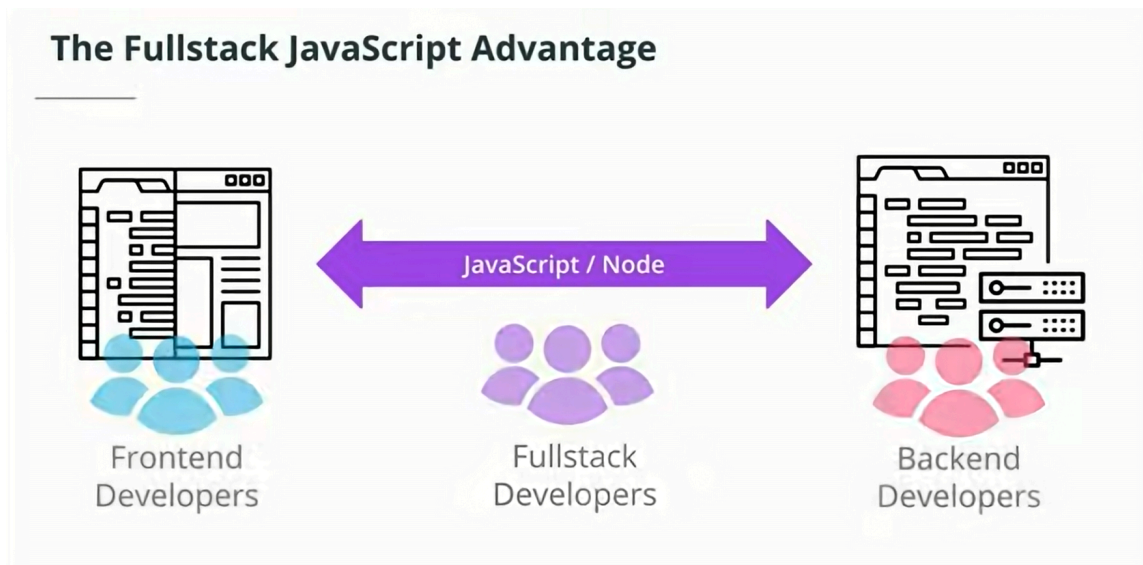 The Fullstack JavaScript Advantage
JavaScript / Node
Frontend
Developers
Fullstack
Developers
Backend
Developers